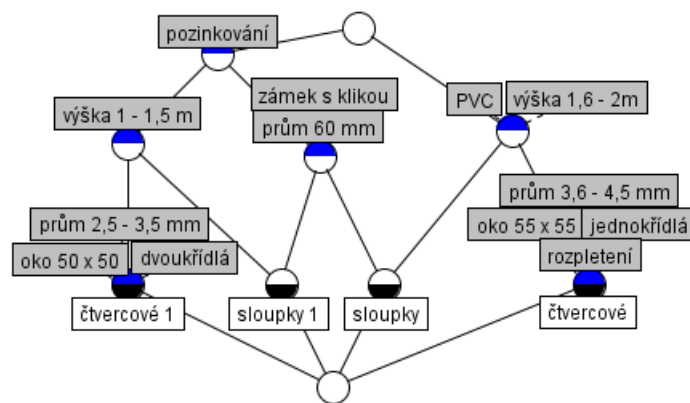 pozinkování
zámek s klikou
PVC
výška 1,6 - 2m
výška 1 - 1,5 m
prům 60 mm
prům 3,6 - 4,5 mm
prům 2,5 - 3,5 mm
oko 55 x 55
jednokřídlá
oko 50 x 50
dvoukřídlá
rozpletení
čtvercové 1
sloupky 1
sloupky
čtvercové